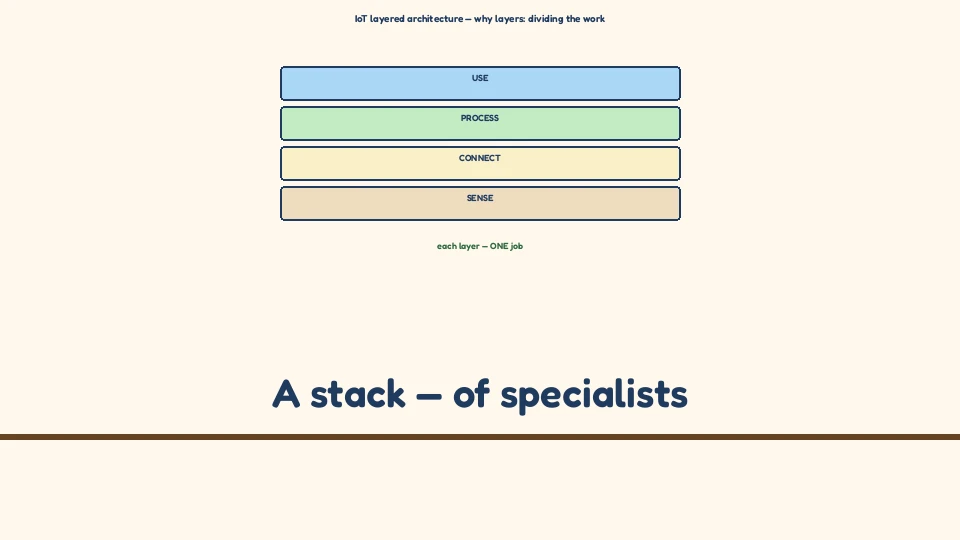 IoT layered architecture — why layers: dividing the work
USE
PROCESS
CONNECT
SENSE
each layer — ONE job
A stack — of specialists